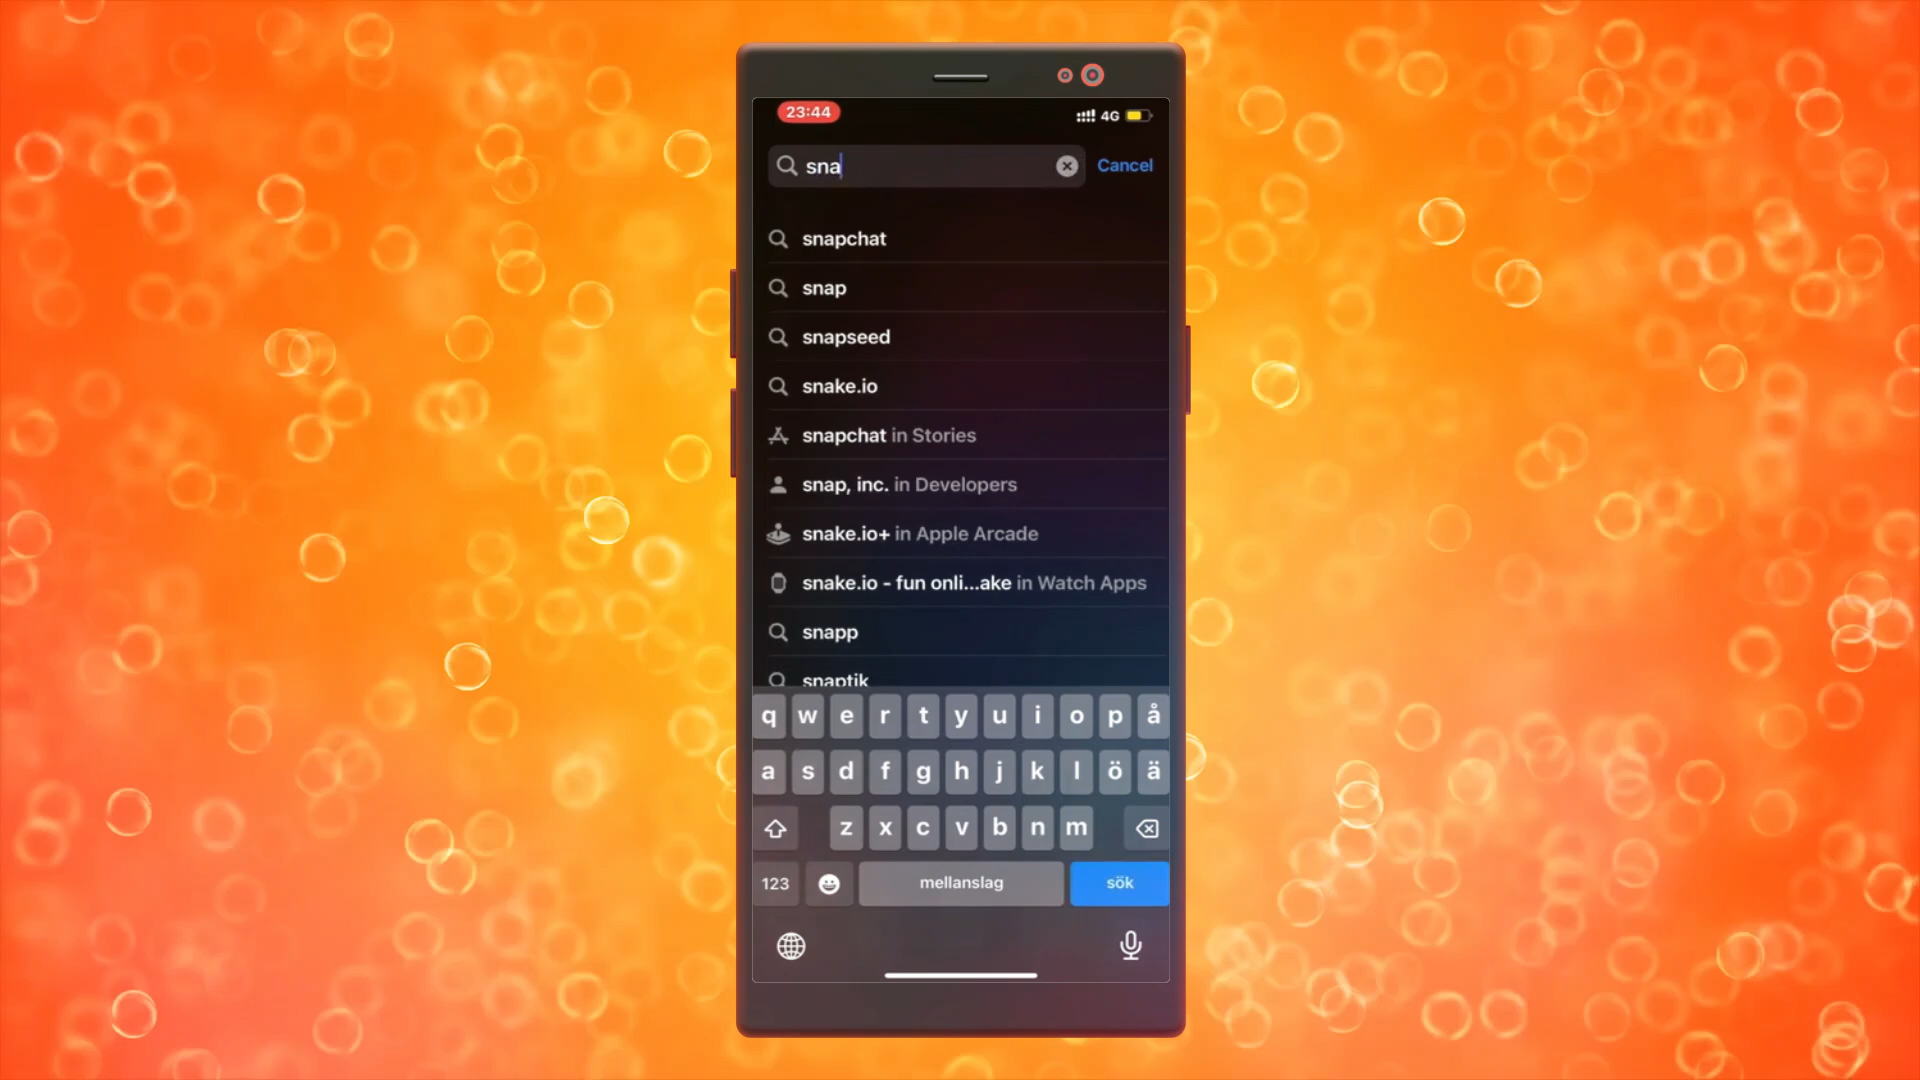 23:44 4G
sna Cancel
snapchat
snap
snapseed
snake.io
snapchat in Stories
snap, inc. in Developers
snake.io+ in Apple Arcade
snake.io - fun onli...ake in Watch Apps
snapp
snaptik
q w e r t y u i o p å
a s d f g h j k l ö ä
z x c v b n m
123 mellanslag sök